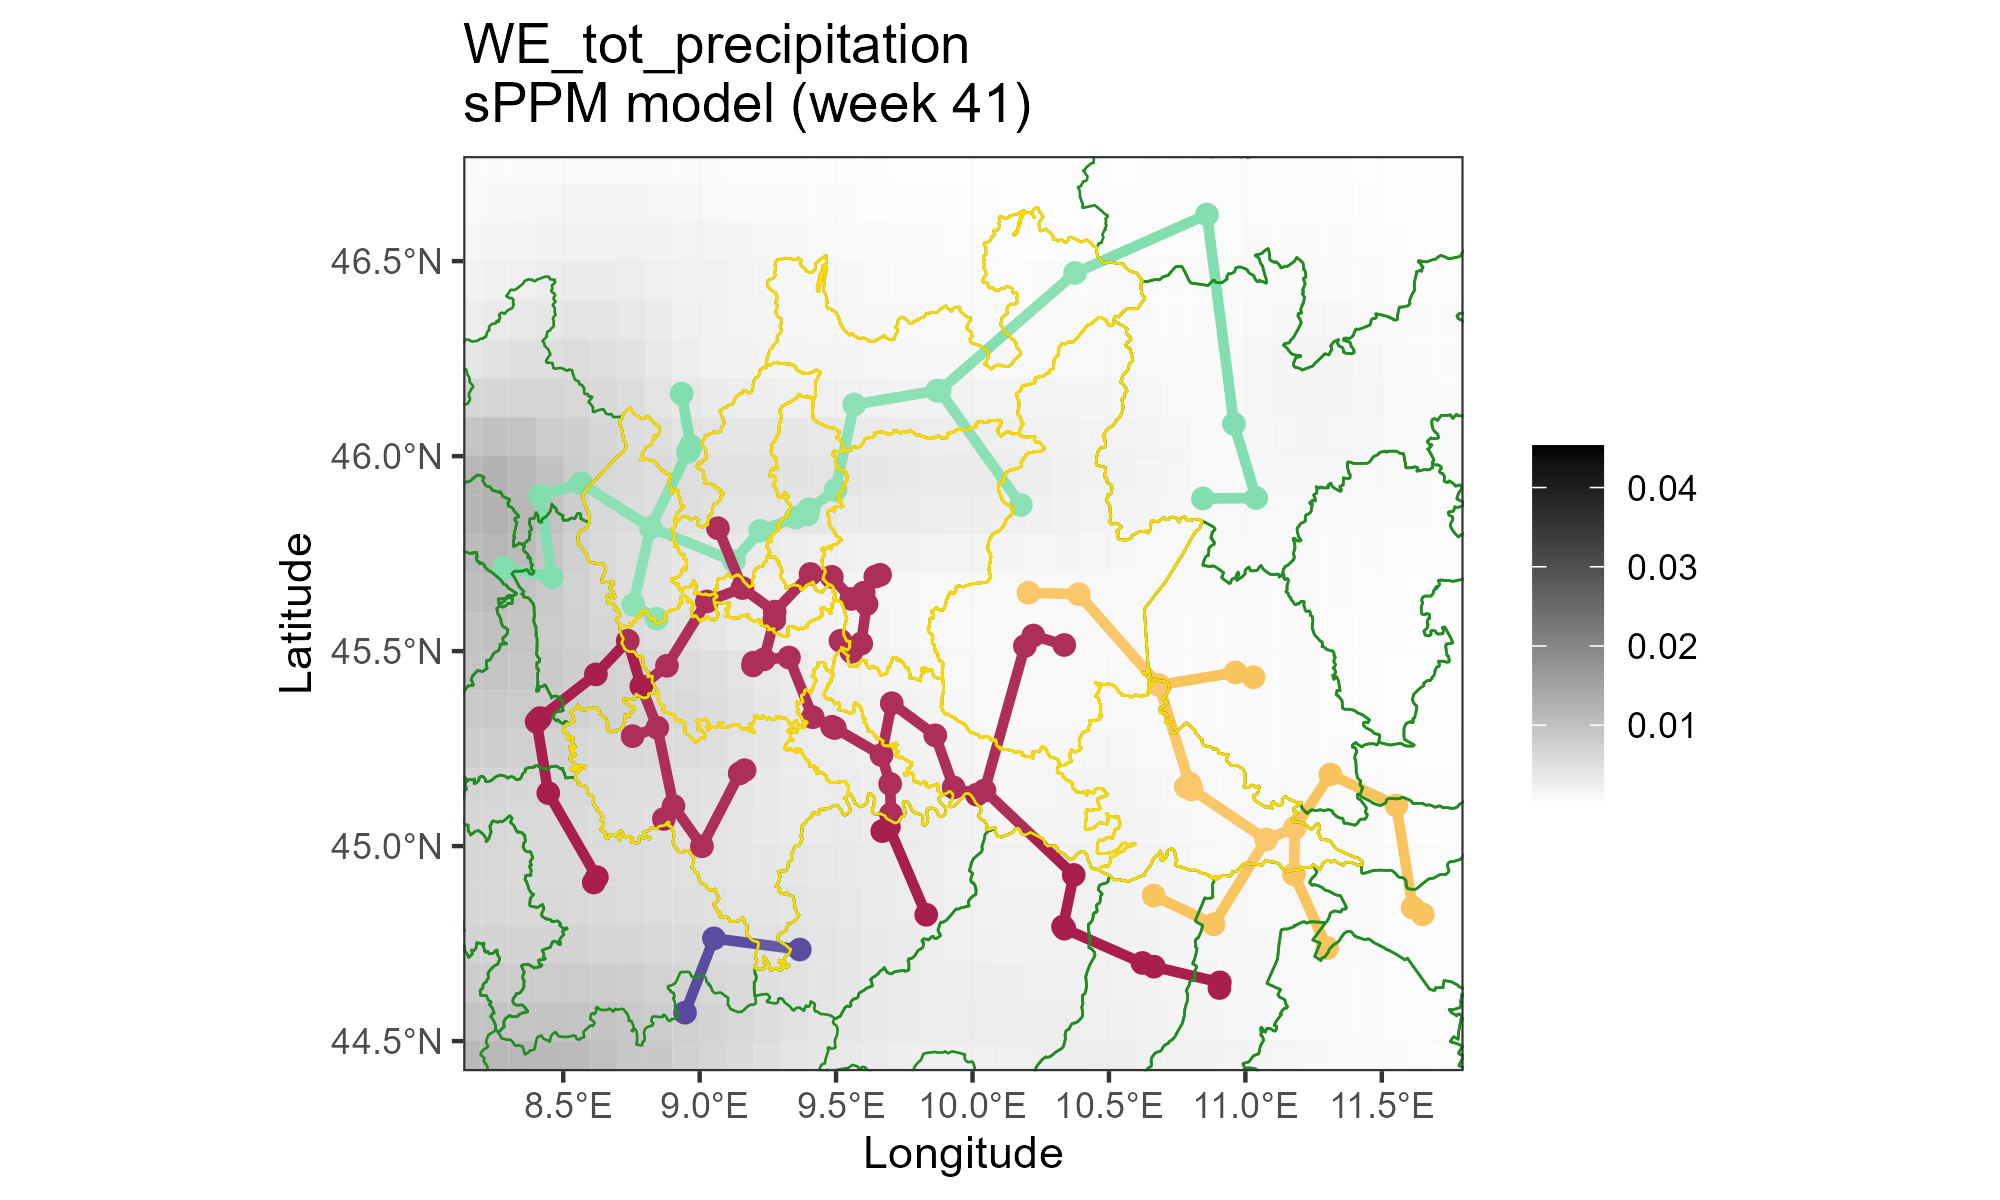 WE_tot_precipitation
sPPM model (week 41)
46.5°N
46.0°N
45.5°N
45.0°N
44.5°N
Latitude
8.5°E 9.0°E 9.5°E 10.0°E 10.5°E 11.0°E 11.5°E
Longitude
0.04
0.03
0.02
0.01